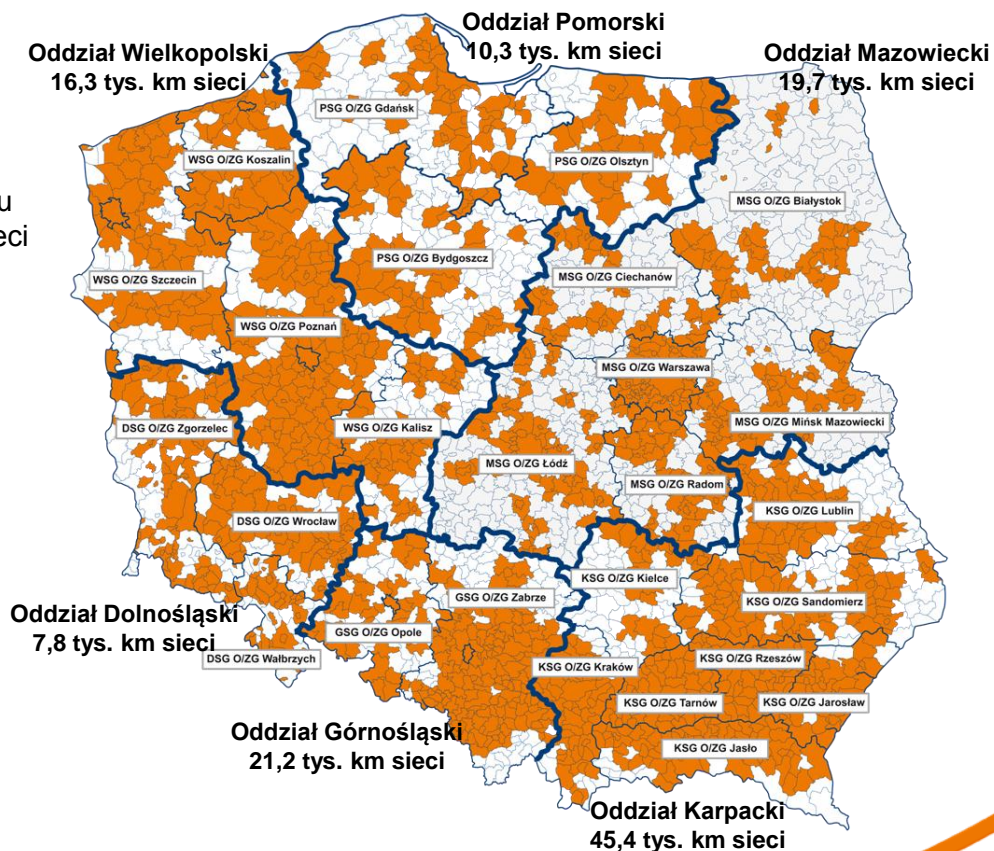 Oddział Pomorski
10,3 tys. km sieci
Oddział Wielkopolski
16,3 tys. km sieci
Oddział Mazowiecki
19,7 tys. km sieci
PSG O/ZG Gdańsk
WSG O/ZG Koszalin
PSG O/ZG Olsztyn
MSG O/ZG Białystok
u
eci
PSG O/ZG Bydgoszcz
MSG O/ZG Ciechanów
WSG O/ZG Szczecin
WSG O/ZG Poznań
MSG O/ZG Warszawa
DSG O/ZG Zgorzelec
WSG O/ZG Kalisz
MSG O/ZG Mińsk Mazowiecki
MSG O/ZG Łódź
MSG O/ZG Radom
KSG O/ZG Lublin
DSG O/ZG Wrocław
KSG O/ZG Kielce
GSG O/ZG Zabrze
KSG O/ZG Sandomierz
Oddział Dolnośląski
7,8 tys. km sieci
GSG O/ZG Opole
DSG O/ZG Wałbrzych
KSG O/ZG Kraków
KSG O/ZG Rzeszów
KSG O/ZG Tarnów
KSG O/ZG Jarosław
KSG O/ZG Jasło
Oddział Górnośląski
21,2 tys. km sieci
Oddział Karpacki
45,4 tys. km sieci